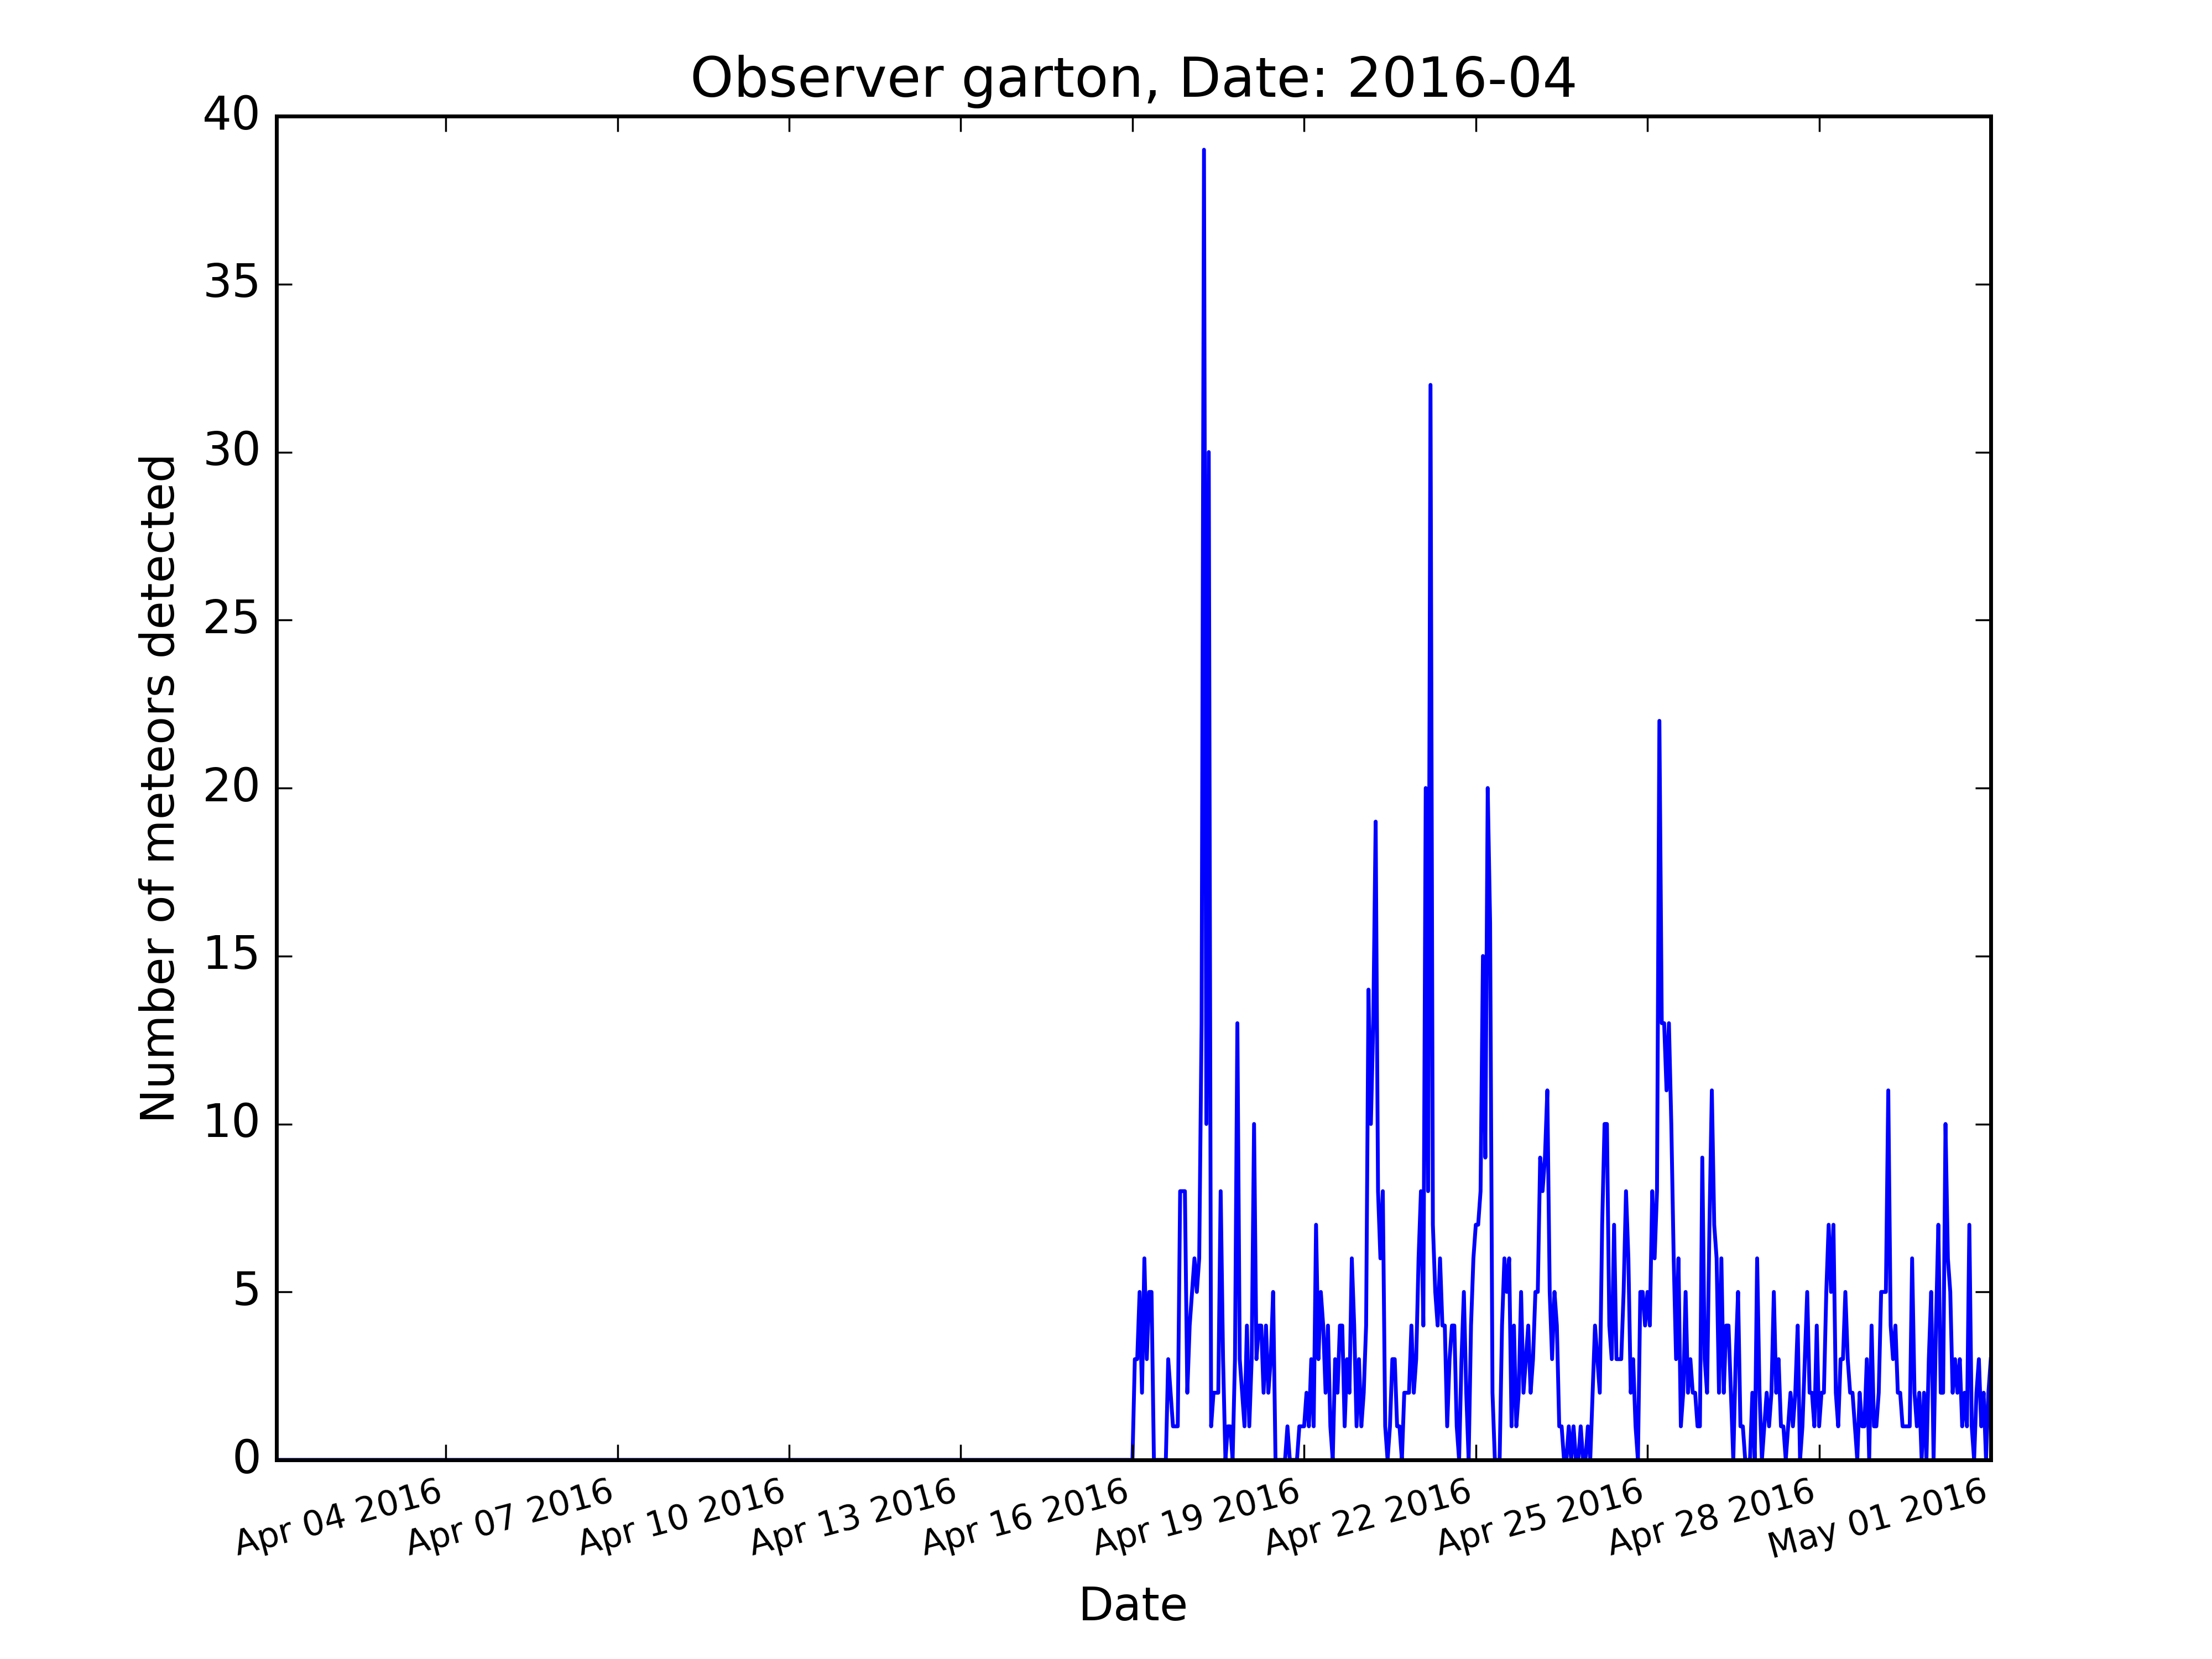 Observer garton, Date: 2016-04
40
35
30
25
20
15
10
5
0
Number of meteors detected
Apr 04 2016
Apr 07 2016
Apr 10 2016
Apr 13 2016
Apr 16 2016
Apr 19 2016
Apr 22 2016
Apr 25 2016
Apr 28 2016
May 01 2016
Date